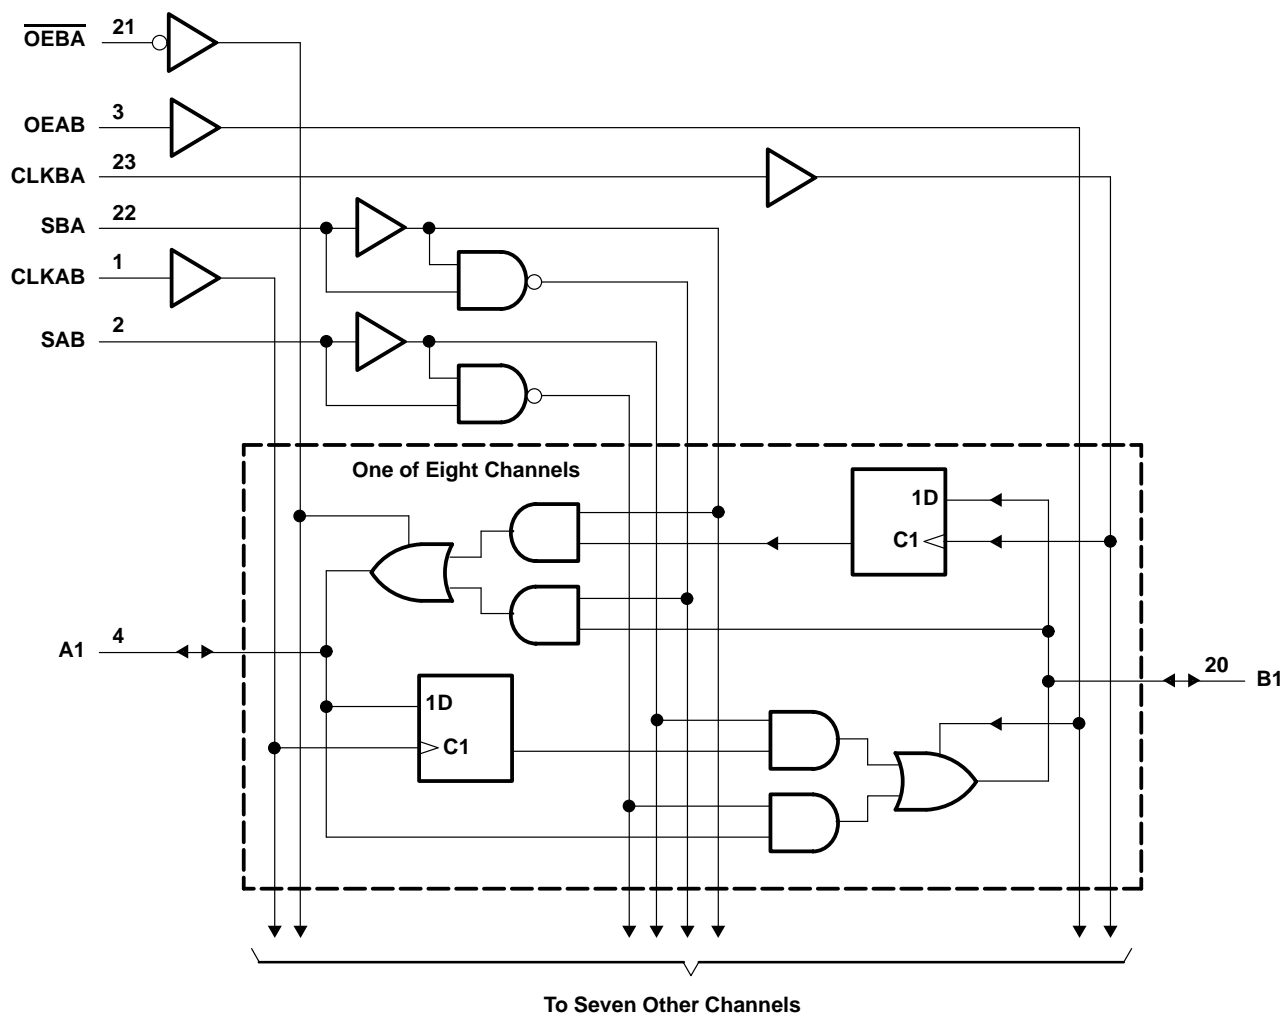 OEBA 21
OEAB 3
CLKBA 23
SBA 22
CLKAB 1
SAB 2
One of Eight Channels
1D
C1
A1 4
1D
C1
20 B1
To Seven Other Channels